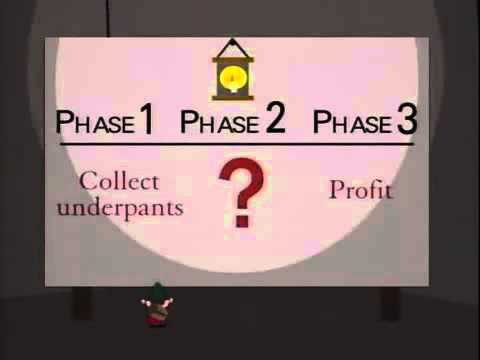 PHASE 1 PHASE 2 PHASE 3
Collect
underpants
?
Profit